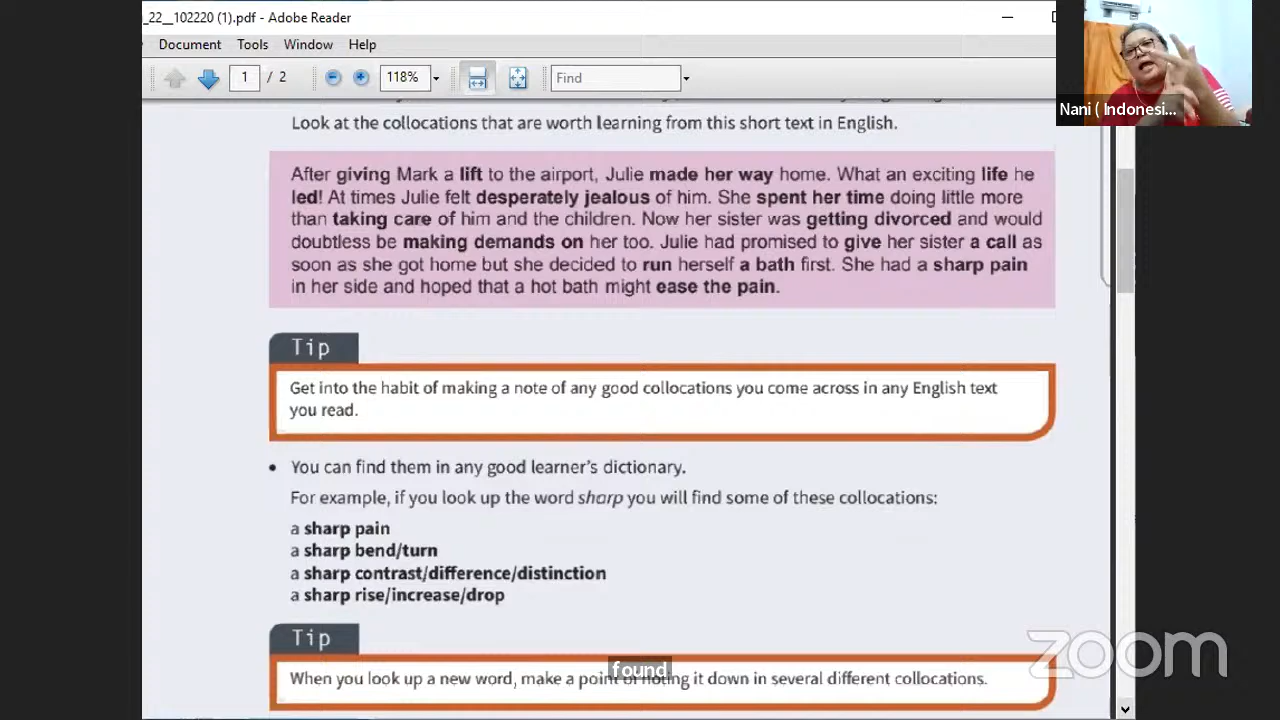 _22__102220 (1).pdf - Adobe Reader
Document Tools Window Help
1 / 2 118% Find
Nani ( Indonesi...
Look at the collocations that are worth learning from this short text in English.
After giving Mark a lift to the airport, Julie made her way home. What an exciting life he
led! At times Julie felt desperately jealous of him. She spent her time doing little more
than taking care of him and the children. Now her sister was getting divorced and would
doubtless be making demands on her too. Julie had promised to give her sister a call as
soon as she got home but she decided to run herself a bath first. She had a sharp pain
in her side and hoped that a hot bath might ease the pain.
Tip
Get into the habit of making a note of any good collocations you come across in any English text
you read.
• You can find them in any good learner's dictionary.
For example, if you look up the word sharp you will find some of these collocations:
a sharp pain
a sharp bend/turn
a sharp contrast/difference/distinction
a sharp rise/increase/drop
Tip
When you look up a new word, make a point of noting it down in several different collocations.
found
zoom